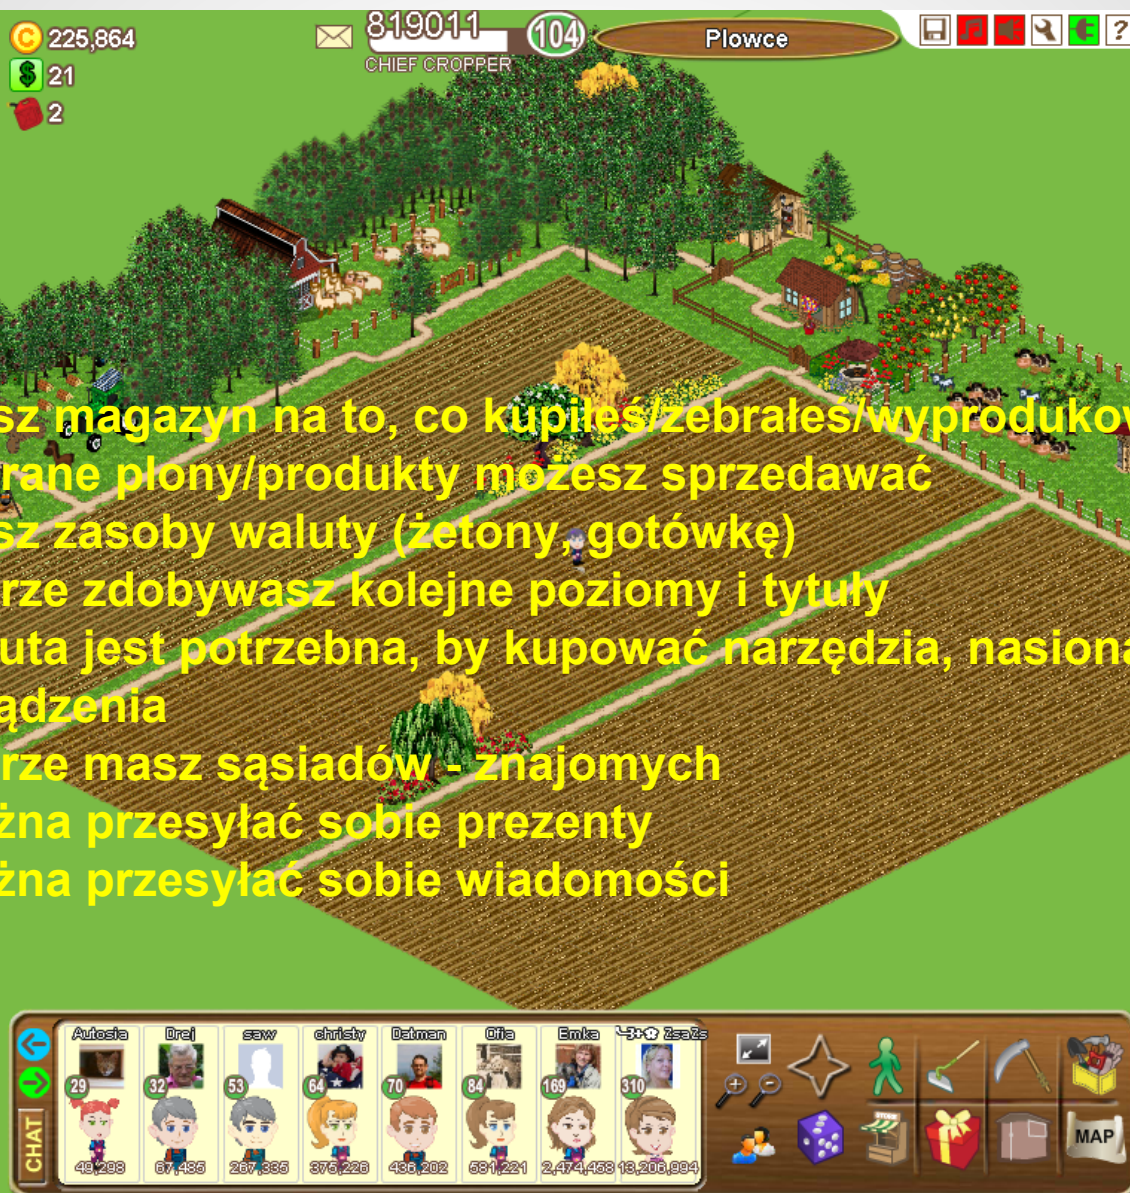 225,864
819011
104
Plowce
?
21
CHIEF CROPPER
2
sz magazyn na to, co kupiłeś/zebrałeś/wyprodukow
rane plony/produkty możesz sprzedawać
sz zasoby waluty (żetony, gotówkę)
rze zdobywasz kolejne poziomy i tytuły
uta jest potrzebna, by kupować narzędzia, nasiona
ądzenia
rze masz sąsiadów - znajomych
żna przesyłać sobie prezenty
żna przesyłać sobie wiadomości
Autosia Drej saw christy Datman Ofia Emka ZsaZs
29 32 53 64 70 84 169 310
49,298 67,485 267,335 375,226 436,202 581,221 2,474,458 13,206,994
CHAT
STORE
MAP